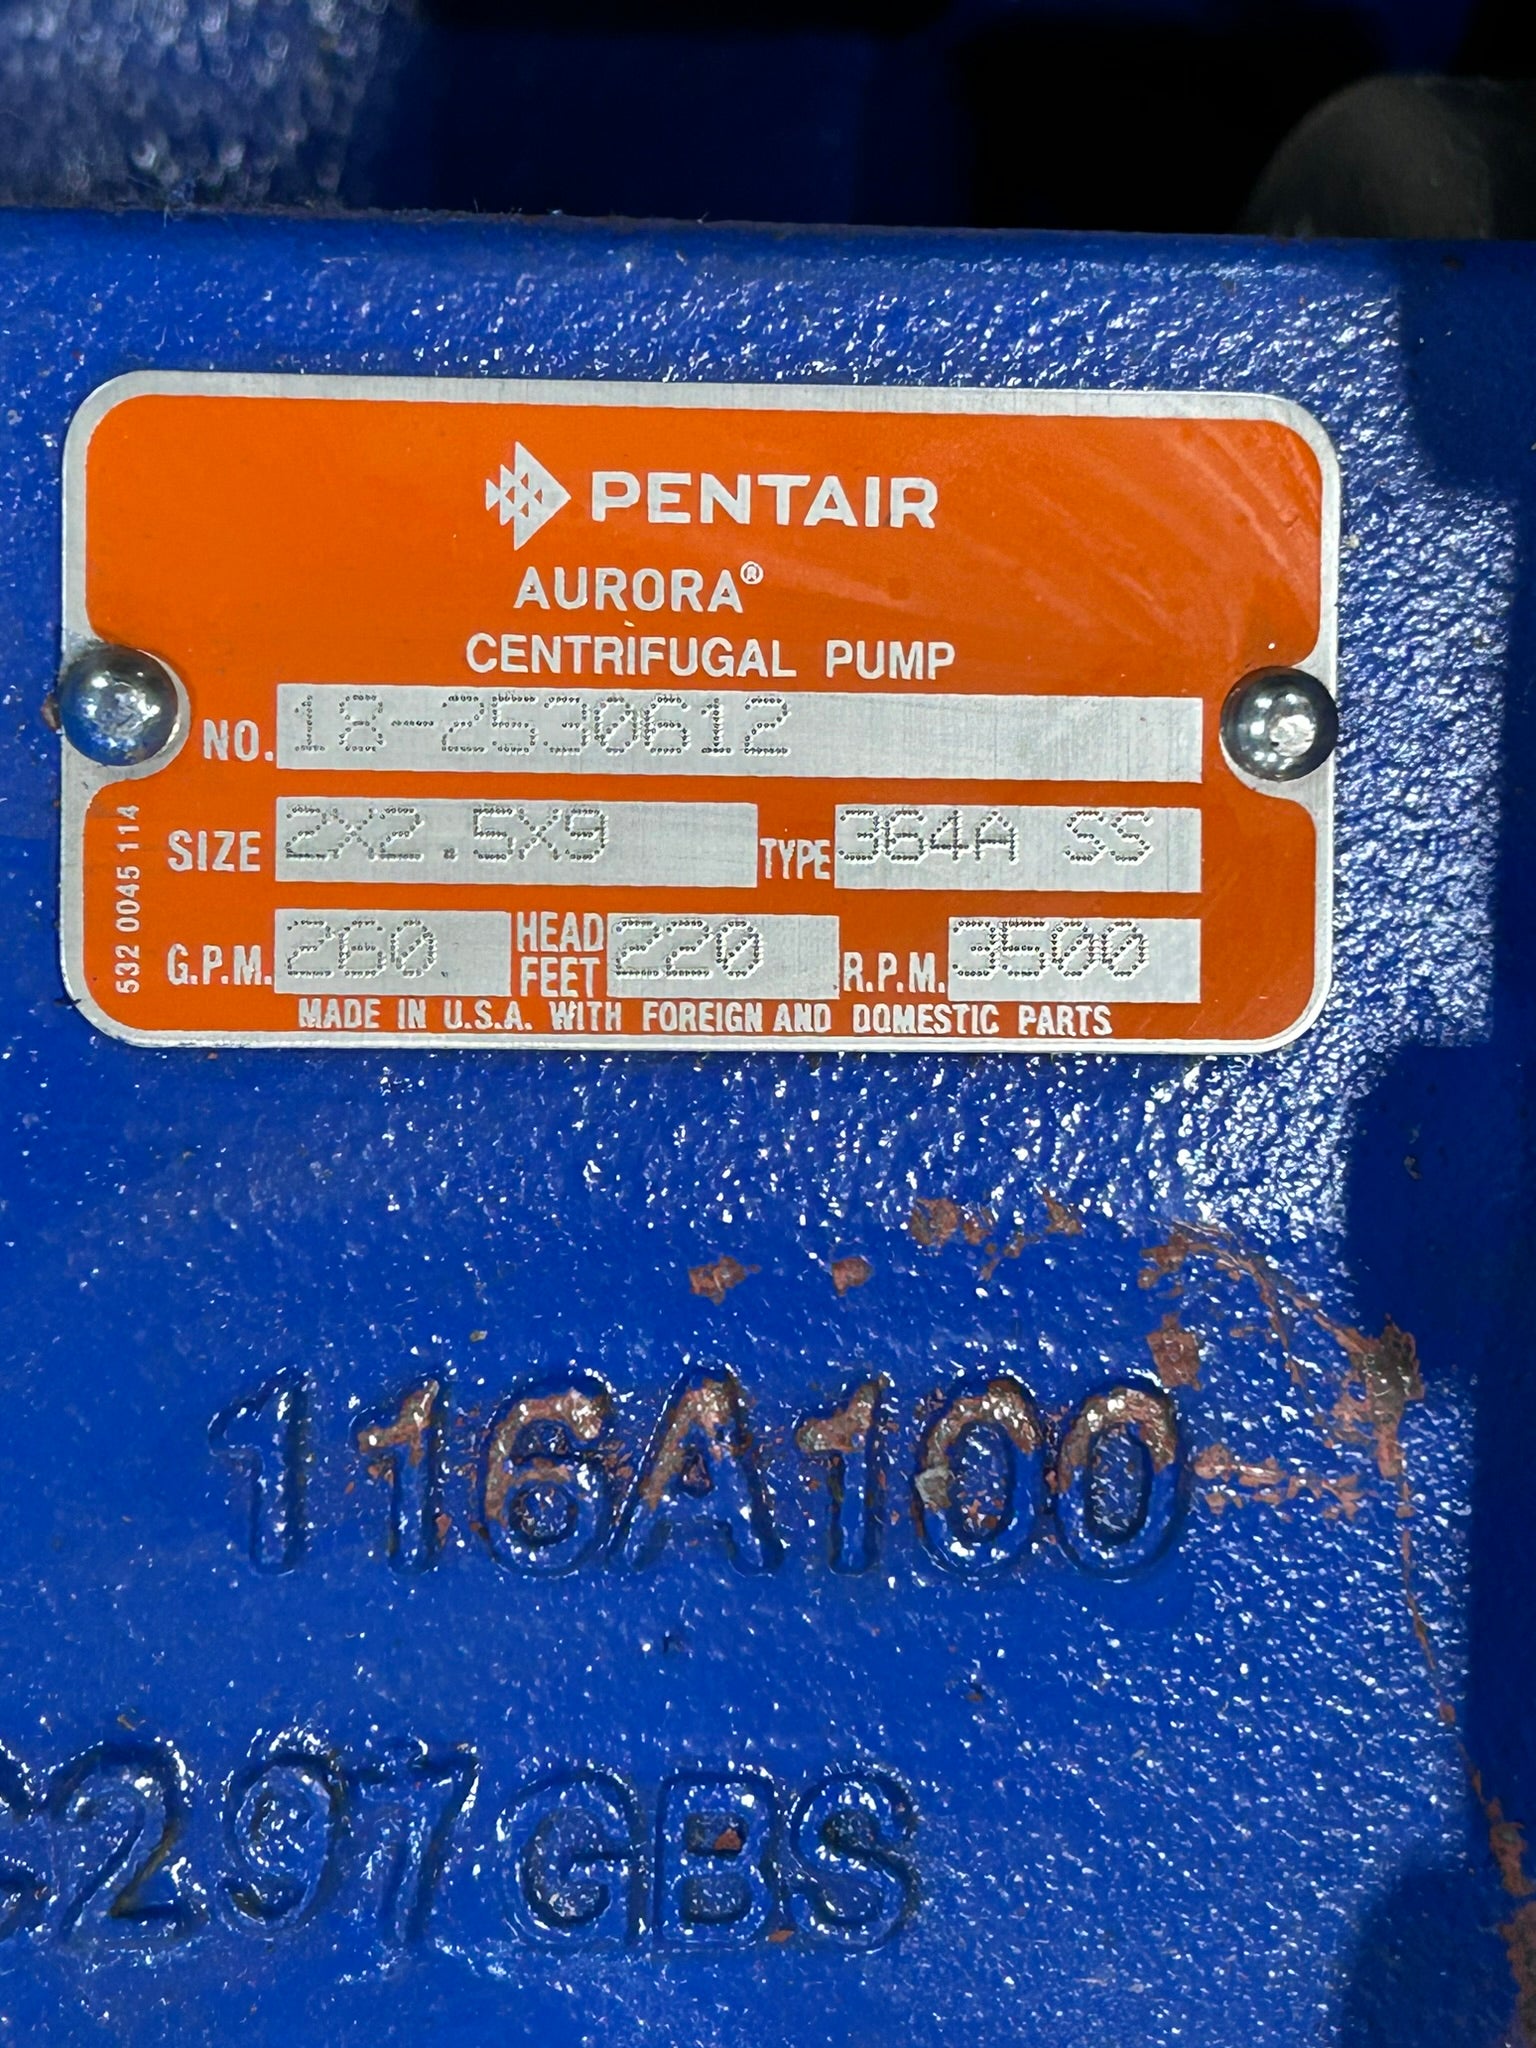 PENTAIR
AURORA®
CENTRIFUGAL PUMP
NO. 18-2530612
SIZE 2X2.5X9 TYPE 364A SS
G.P.M. 260 HEAD FEET 220 R.P.M. 3500
MADE IN U.S.A. WITH FOREIGN AND DOMESTIC PARTS
532 0045 114
116A100
297GBS